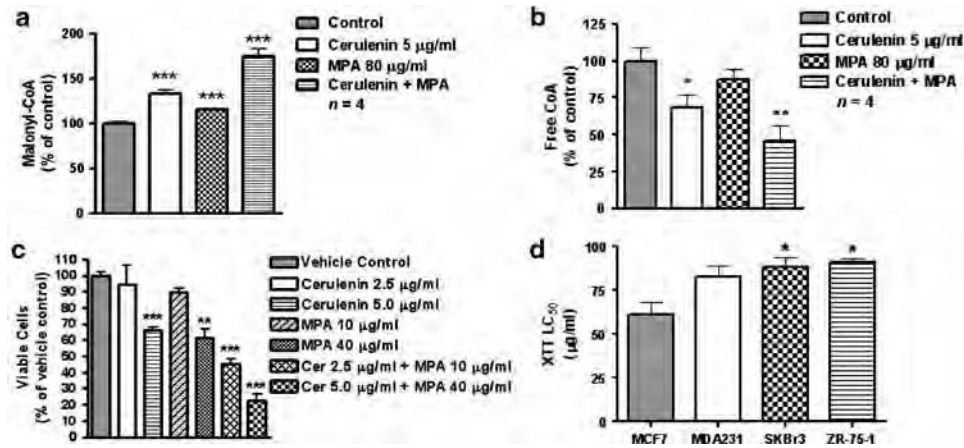 a
200
150
100
50
0
Malonyl-CoA
(% of control)
***
***
***
Control
Cerulenin 5 µg/ml
MPA 80 µg/ml
Cerulenin + MPA
n = 4
b
125
100
75
50
25
0
Free CoA
(% of control)
*
**
Control
Cerulenin 5 µg/ml
MPA 80 µg/ml
Cerulenin + MPA
n = 4
c
110
100
90
80
70
60
50
40
30
20
10
0
Viable Cells
(% of vehicle control)
***
**
***
***
Vehicle Control
Cerulenin 2.5 µg/ml
Cerulenin 5.0 µg/ml
MPA 10 µg/ml
MPA 40 µg/ml
Cer 2.5 µg/ml + MPA 10 µg/ml
Cer 5.0 µg/ml + MPA 40 µg/ml
d
100
75
50
25
0
XTT LC50
(µg/ml)
*
*
MCF7 MDA231 SKBr3 ZR-75-1